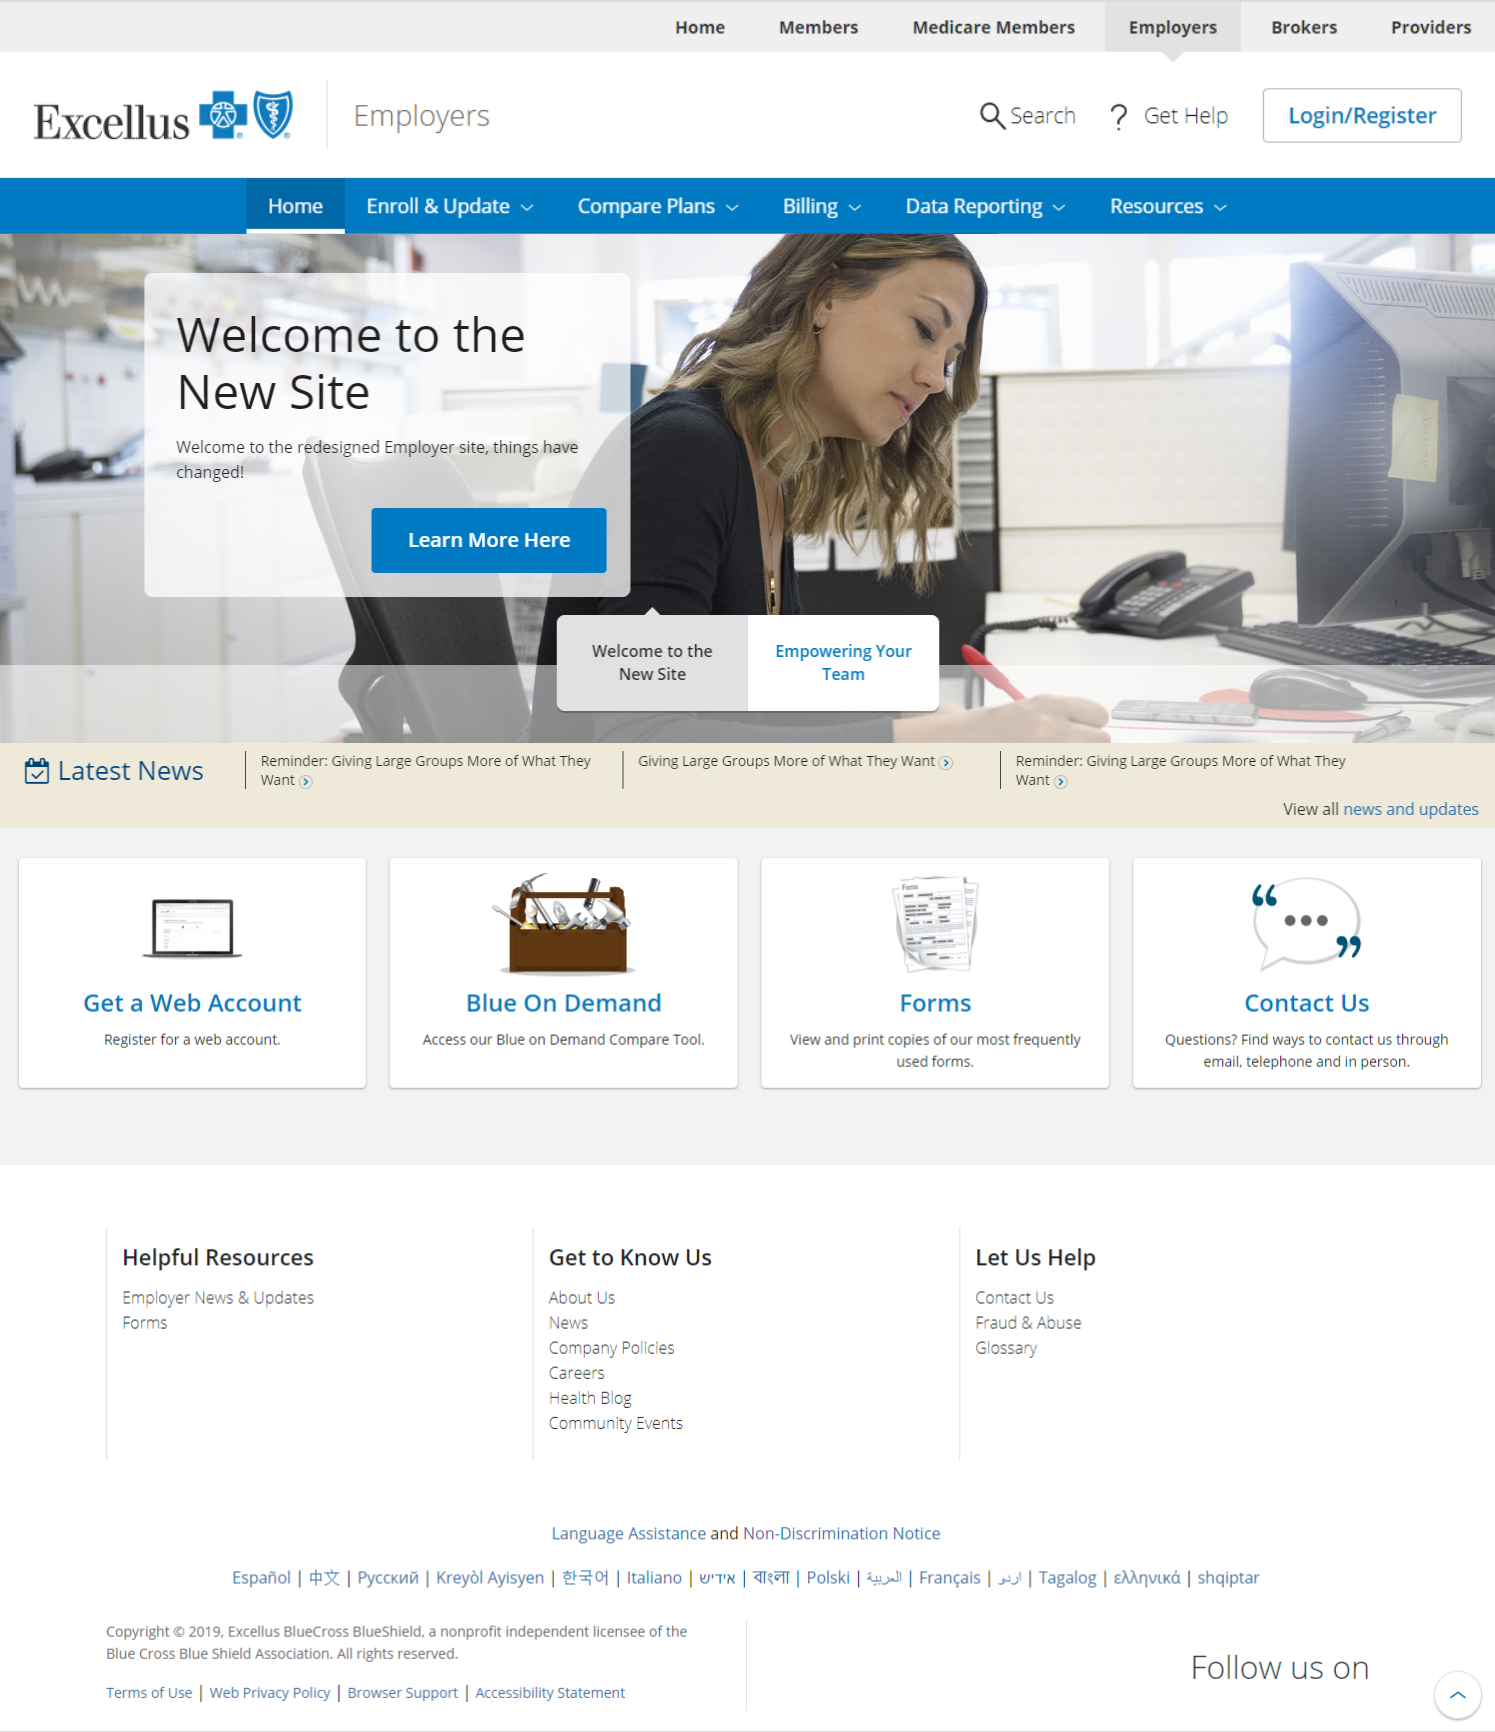 Home Members Medicare Members Employers Brokers Providers
Excellus Employers Search Get Help Login/Register
Home Enroll & Update Compare Plans Billing Data Reporting Resources
Welcome to the
New Site
Welcome to the redesigned Employer site, things have
changed!
Learn More Here
Welcome to the
New Site
Empowering Your
Team
Latest News
Reminder: Giving Large Groups More of What They
Want
Giving Large Groups More of What They Want
Reminder: Giving Large Groups More of What They
Want
View all news and updates
Get a Web Account
Register for a web account.
Blue On Demand
Access our Blue on Demand Compare Tool.
Form
Forms
View and print copies of our most frequently
used forms.
Contact Us
Questions? Find ways to contact us through
email, telephone and in person.
Helpful Resources
Employer News & Updates
Forms
Get to Know Us
About Us
News
Company Policies
Careers
Health Blog
Community Events
Let Us Help
Contact Us
Fraud & Abuse
Glossary
Language Assistance and Non-Discrimination Notice
Español | 中文 | Русский | Kreyòl Ayisyen | 한국어 | Italiano | אידיש | বাংলা | Polski | العربية | Français | اردو | Tagalog | ελληνικά | shqiptar
Copyright © 2019, Excellus BlueCross BlueShield, a nonprofit independent licensee of the
Blue Cross Blue Shield Association. All rights reserved.
Terms of Use | Web Privacy Policy | Browser Support | Accessibility Statement
Follow us on